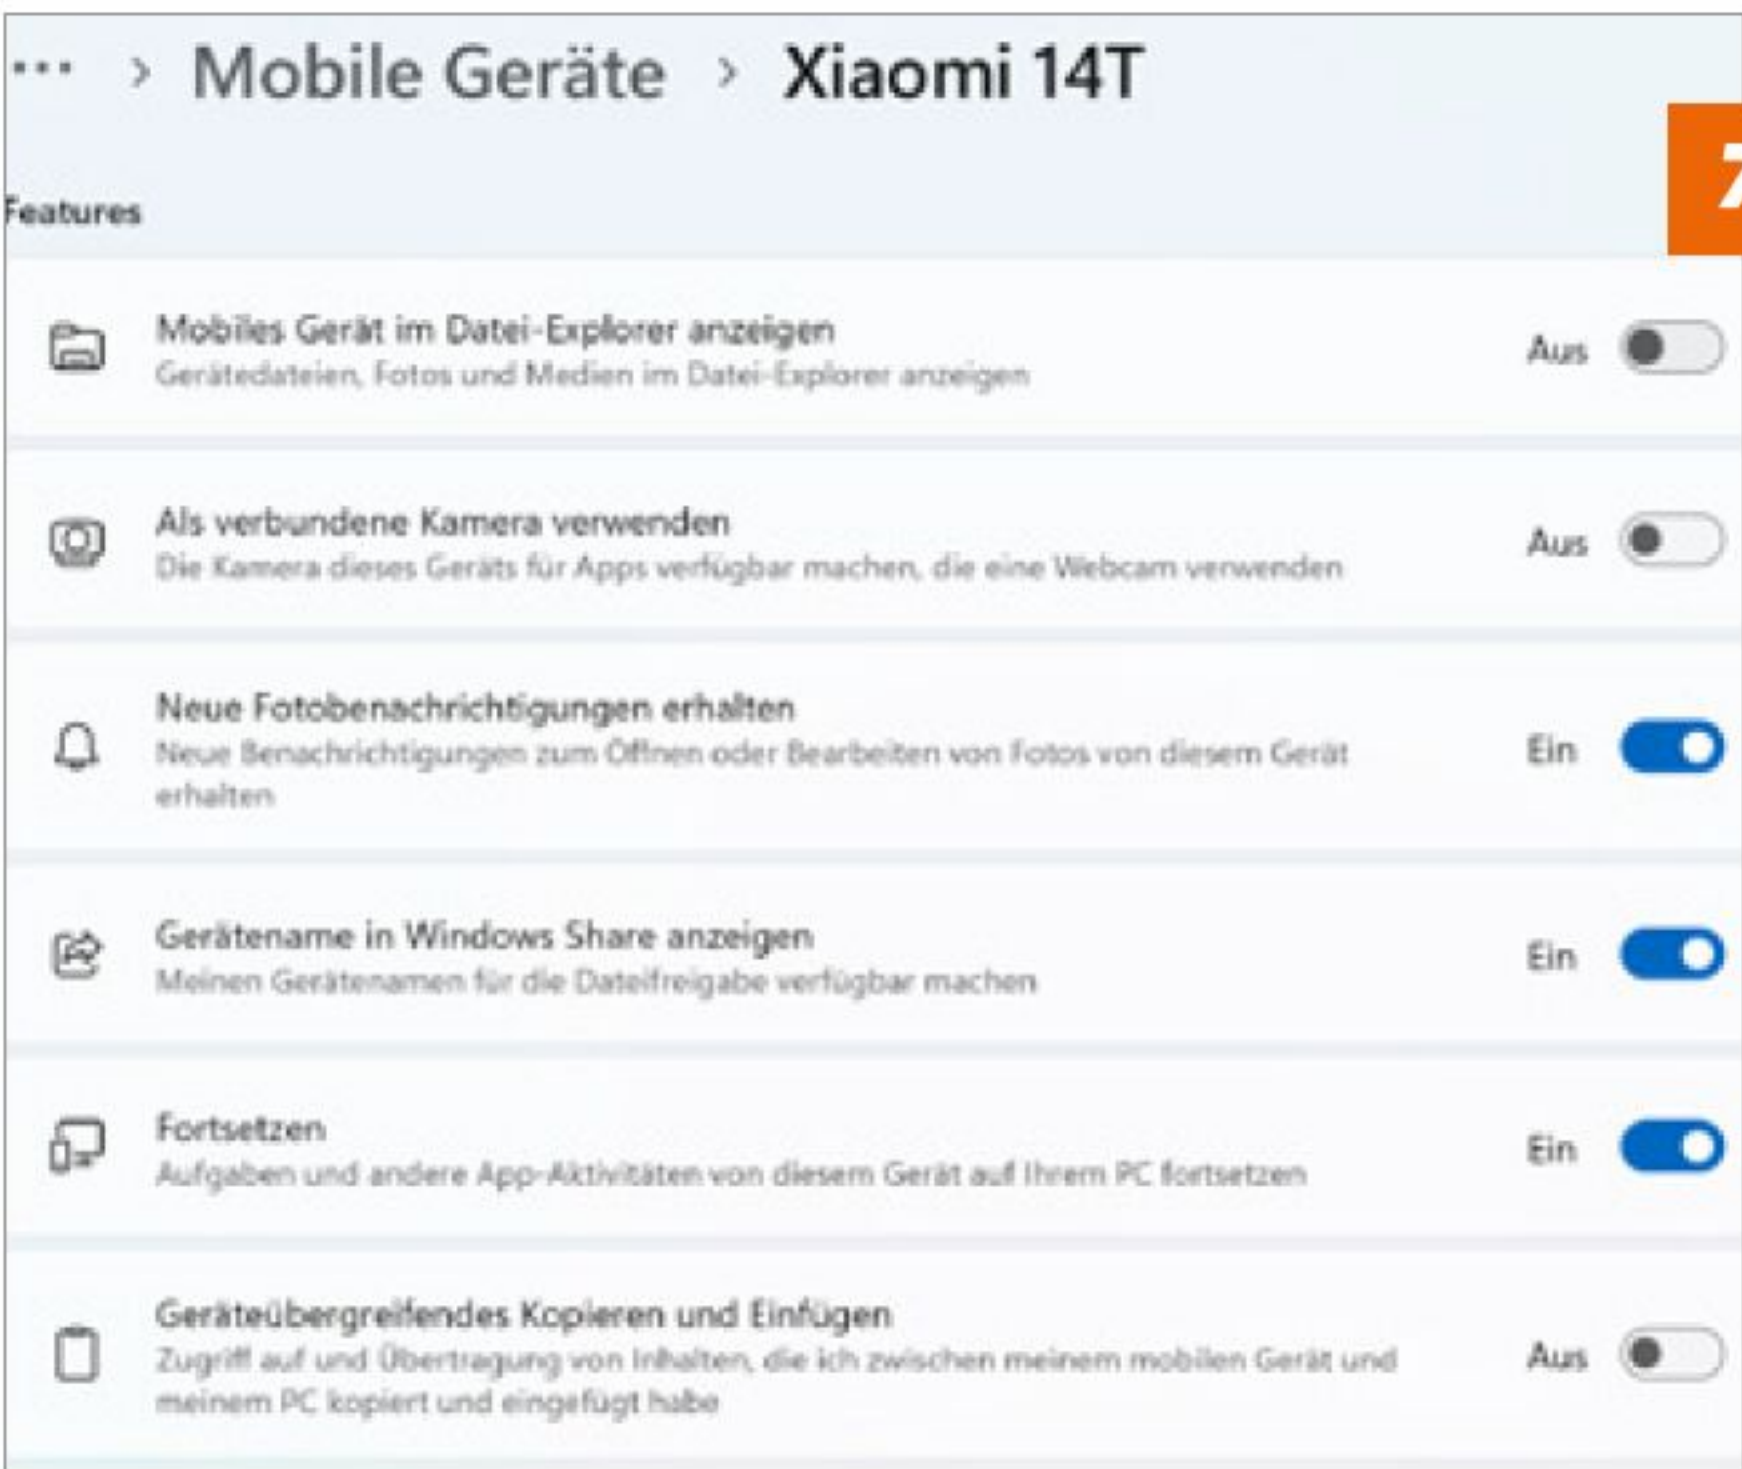 ... > Mobile Geräte > Xiaomi 14T
7
Features
Mobiles Gerät im Datei-Explorer anzeigen
Gerätedateien, Fotos und Medien im Datei-Explorer anzeigen
Aus
Als verbundene Kamera verwenden
Die Kamera dieses Geräts für Apps verfügbar machen, die eine Webcam verwenden
Aus
Neue Fotobenachrichtigungen erhalten
Neue Benachrichtigungen zum Öffnen oder Bearbeiten von Fotos von diesem Gerät
erhalten
Ein
Gerätename in Windows Share anzeigen
Meinen Gerätenamen für die Dateifreigabe verfügbar machen
Ein
Fortsetzen
Aufgaben und andere App-Aktivitäten von diesem Gerät auf Ihrem PC fortsetzen
Ein
Geräteübergreifendes Kopieren und Einfügen
Zugriff auf und Übertragung von Inhalten, die ich zwischen meinem mobilen Gerät und
meinem PC kopiert und eingefügt habe
Aus